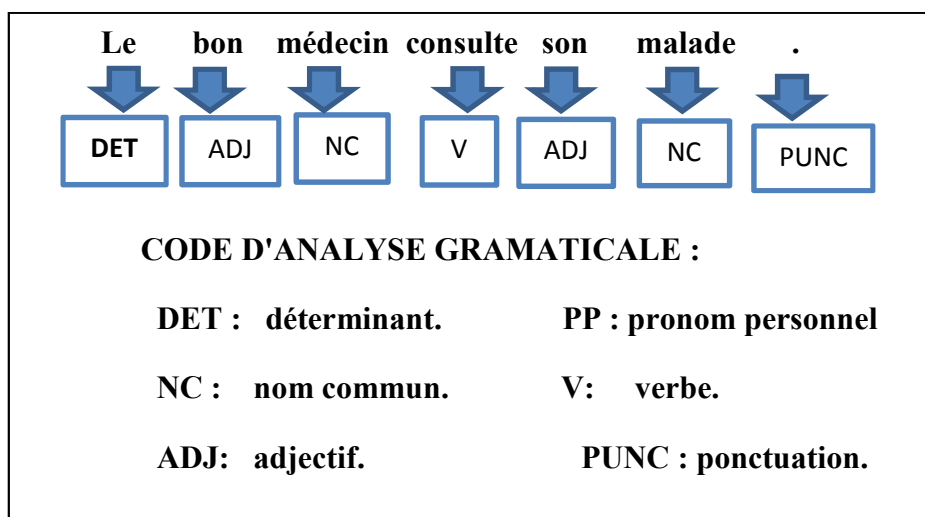 Le bon médecin consulte son malade .
DET ADJ NC V ADJ NC PUNC
CODE D'ANALYSE GRAMATICALE :
DET : déterminant. PP : pronom personnel
NC : nom commun. V: verbe.
ADJ: adjectif. PUNC : ponctuation.